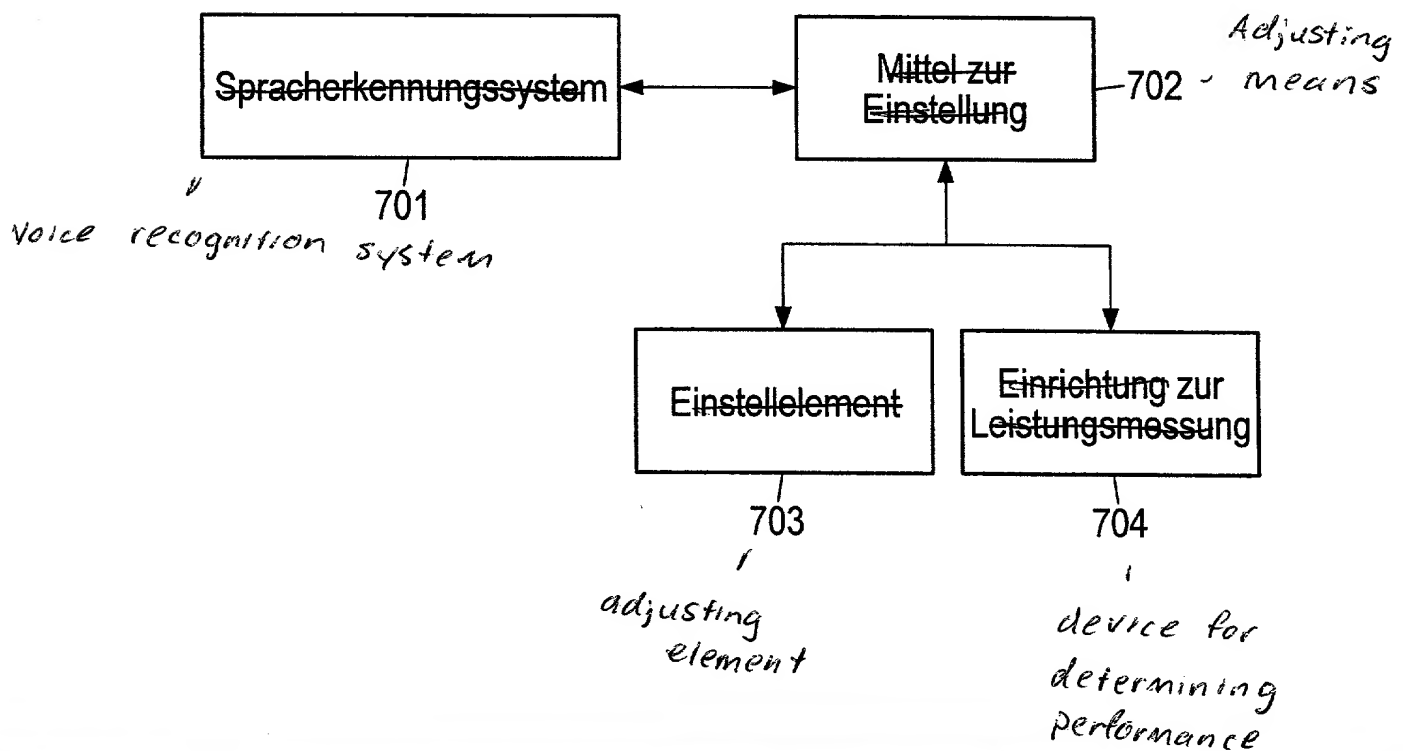 Adjusting
means
Spracherkennungssystem
Mittel zur
Einstellung
702
701
Voice recognition
system
Einstellelement
Einrichtung zur
Leistungsmessung
703
704
adjusting
element
device for
determining
performance